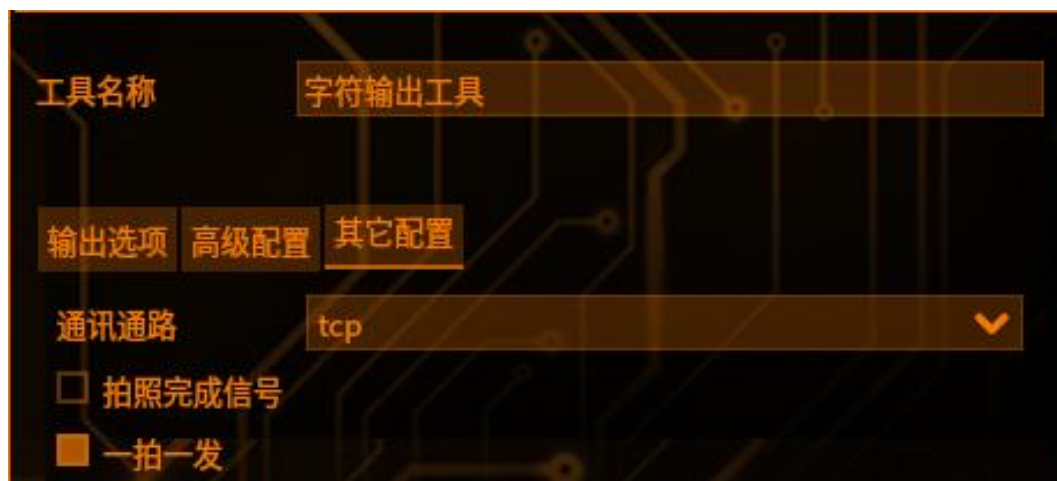 工具名称 字符输出工具
输出选项 高级配置 其它配置
通讯通路 tcp
拍照完成信号
一拍一发